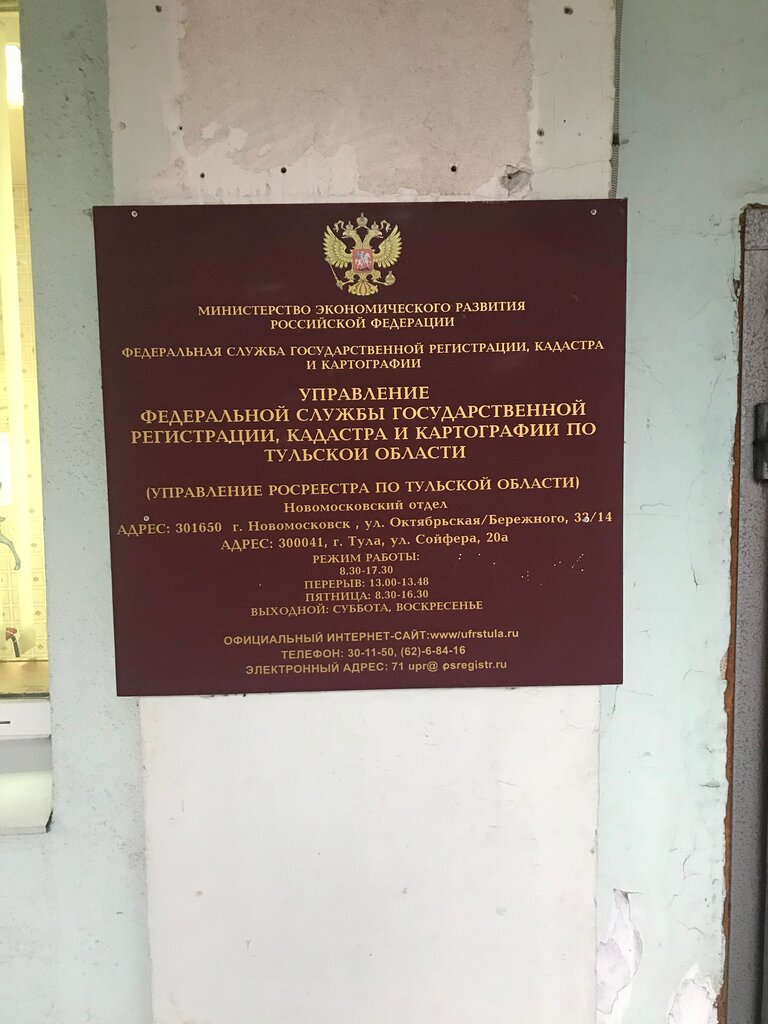 МИНИСТЕРСТВО ЭКОНОМИЧЕСКОГО РАЗВИТИЯ
РОССИЙСКОЙ ФЕДЕРАЦИИ
ФЕДЕРАЛЬНАЯ СЛУЖБА ГОСУДАРСТВЕННОЙ РЕГИСТРАЦИИ, КАДАСТРА
И КАРТОГРАФИИ
УПРАВЛЕНИЕ
ФЕДЕРАЛЬНОЙ СЛУЖБЫ ГОСУДАРСТВЕННОЙ
РЕГИСТРАЦИИ, КАДАСТРА И КАРТОГРАФИИ ПО
ТУЛЬСКОИ ОБЛАСТИ
(УПРАВЛЕНИЕ РОСРЕЕСТРА ПО ТУЛЬСКОЙ ОБЛАСТИ)
Новомосковский отдел
АДРЕС: 301650 г. Новомосковск , ул. Октябрьская/Бережного, 33/14
АДРЕС: 300041, г. Тула, ул. Сойфера, 20а
РЕЖИМ РАБОТЫ:
8.30-17.30
ПЕРЕРЫВ: 13.00-13.48
ПЯТНИЦА: 8.30-16.30
ВЫХОДНОЙ: СУББОТА, ВОСКРЕСЕНЬЕ
ОФИЦИАЛЬНЫЙ ИНТЕРНЕТ-САЙТ:www/ufrstula.ru
ТЕЛЕФОН: 30-11-50, (62)-6-84-16
ЭЛЕКТРОННЫЙ АДРЕС: 71 upr@ osregistr.ru